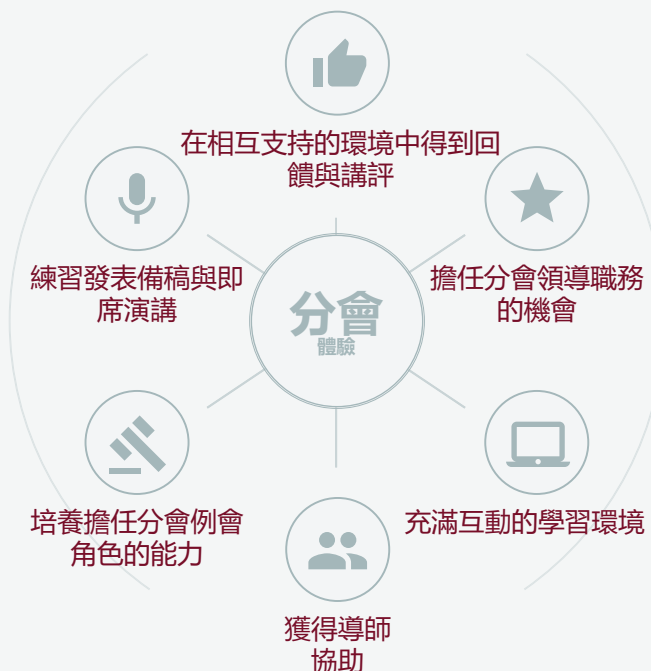 在相互支持的環境中得到回
饋與講評
練習發表備稿與即
席演講
擔任分會領導職務
的機會
分會
體驗
培養擔任分會例會
角色的能力
充滿互動的學習環境
獲得導師
協助